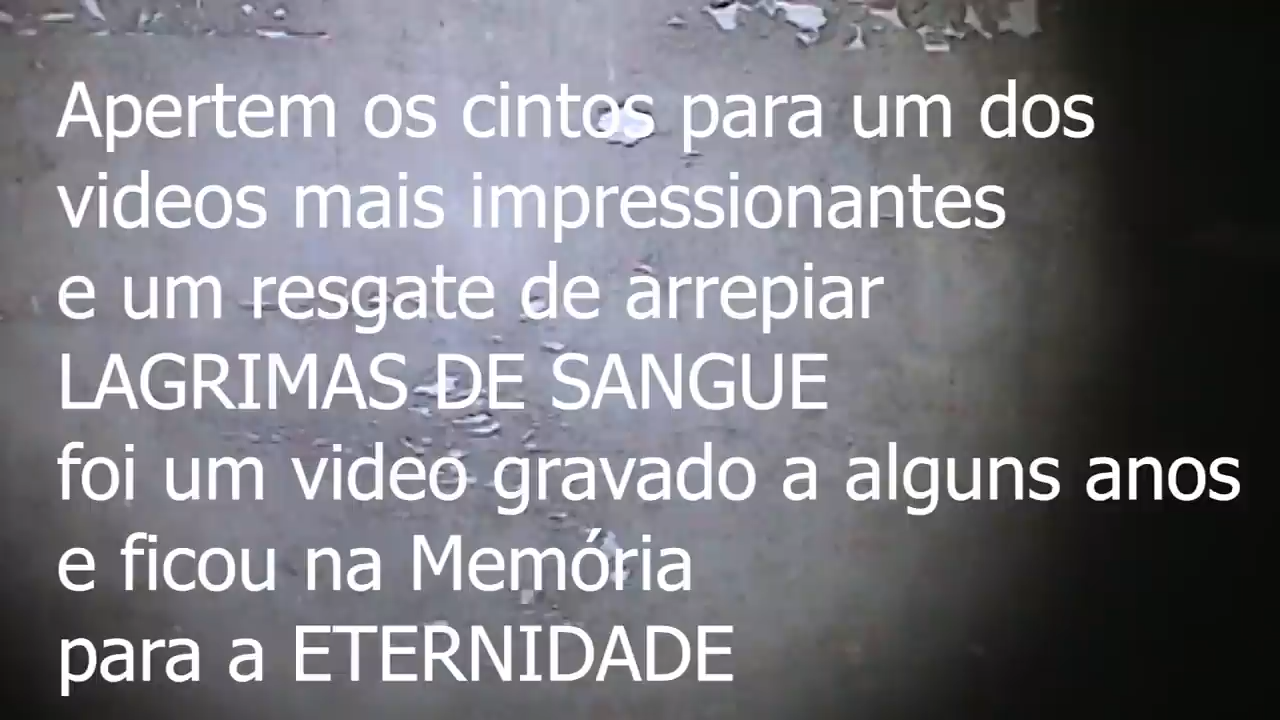 Apertem os cintos para um dos
videos mais impressionantes
e um resgate de arrepiar
LAGRIMAS DE SANGUE
foi um video gravado a alguns anos
e ficou na Memória
para a ETERNIDADE